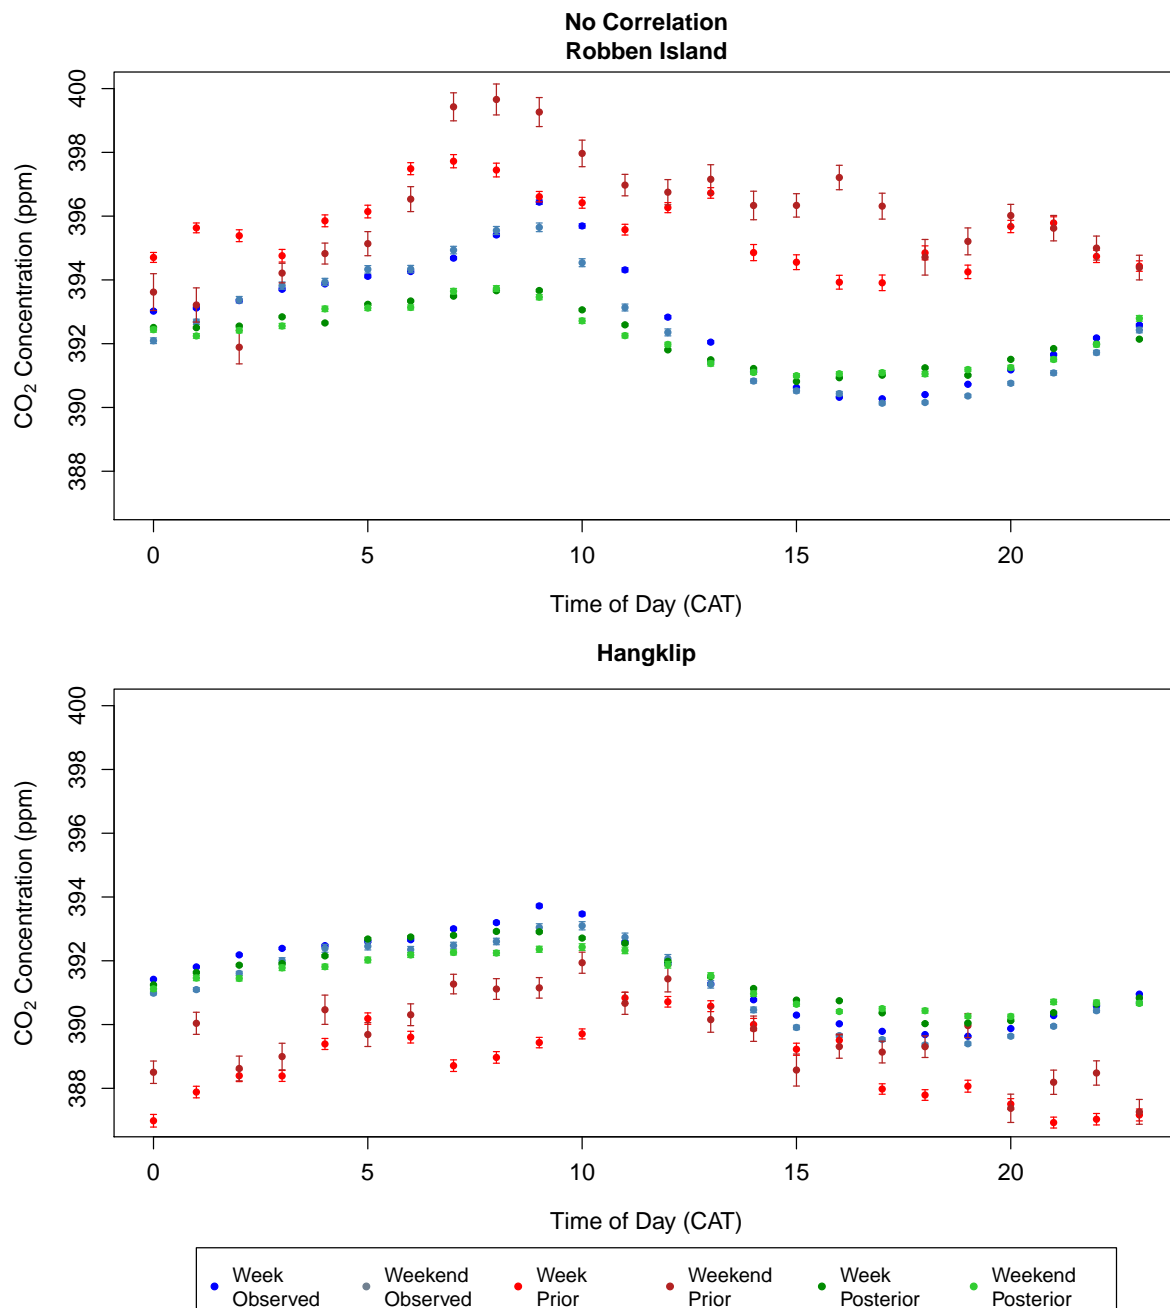 No Correlation
Robben Island
CO₂ Concentration (ppm)
400
398
396
394
392
390
388
0 5 10 15 20
Time of Day (CAT)
Hangklip
CO₂ Concentration (ppm)
400
398
396
394
392
390
388
0 5 10 15 20
Time of Day (CAT)
Week Weekend Week Weekend Week Weekend
Observed Observed Prior Prior Posterior Posterior